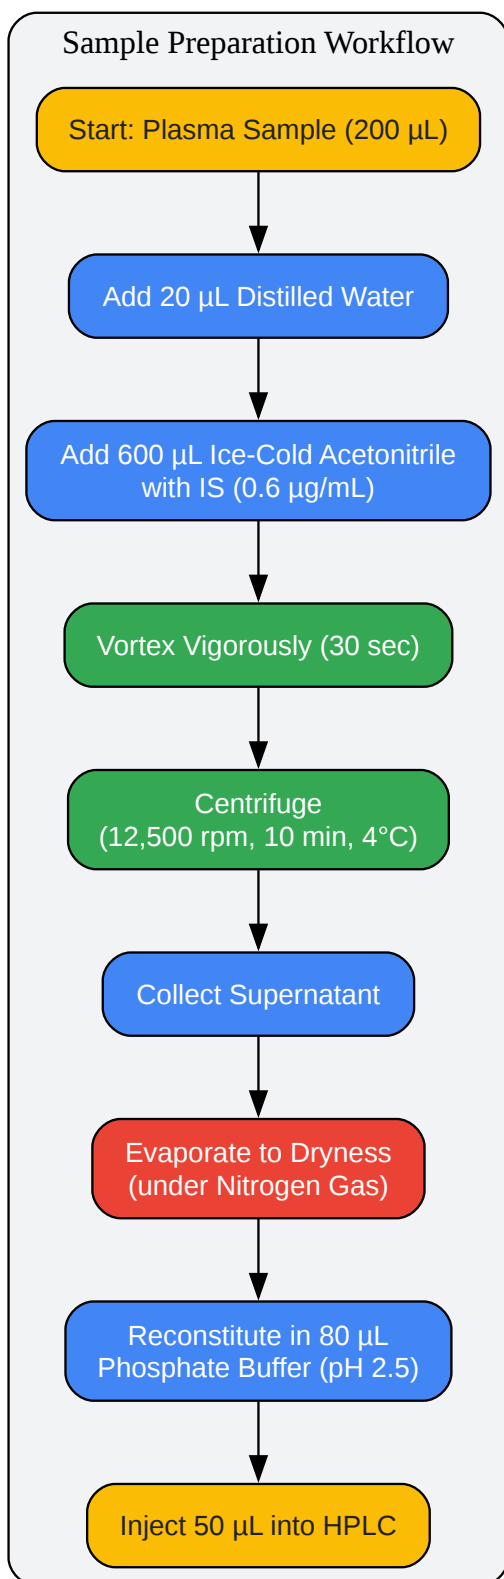 Sample Preparation Workflow
Start: Plasma Sample (200 µL)
Add 20 µL Distilled Water
Add 600 µL Ice-Cold Acetonitrile
with IS (0.6 µg/mL)
Vortex Vigorously (30 sec)
Centrifuge
(12,500 rpm, 10 min, 4°C)
Collect Supernatant
Evaporate to Dryness
(under Nitrogen Gas)
Reconstitute in 80 µL
Phosphate Buffer (pH 2.5)
Inject 50 µL into HPLC